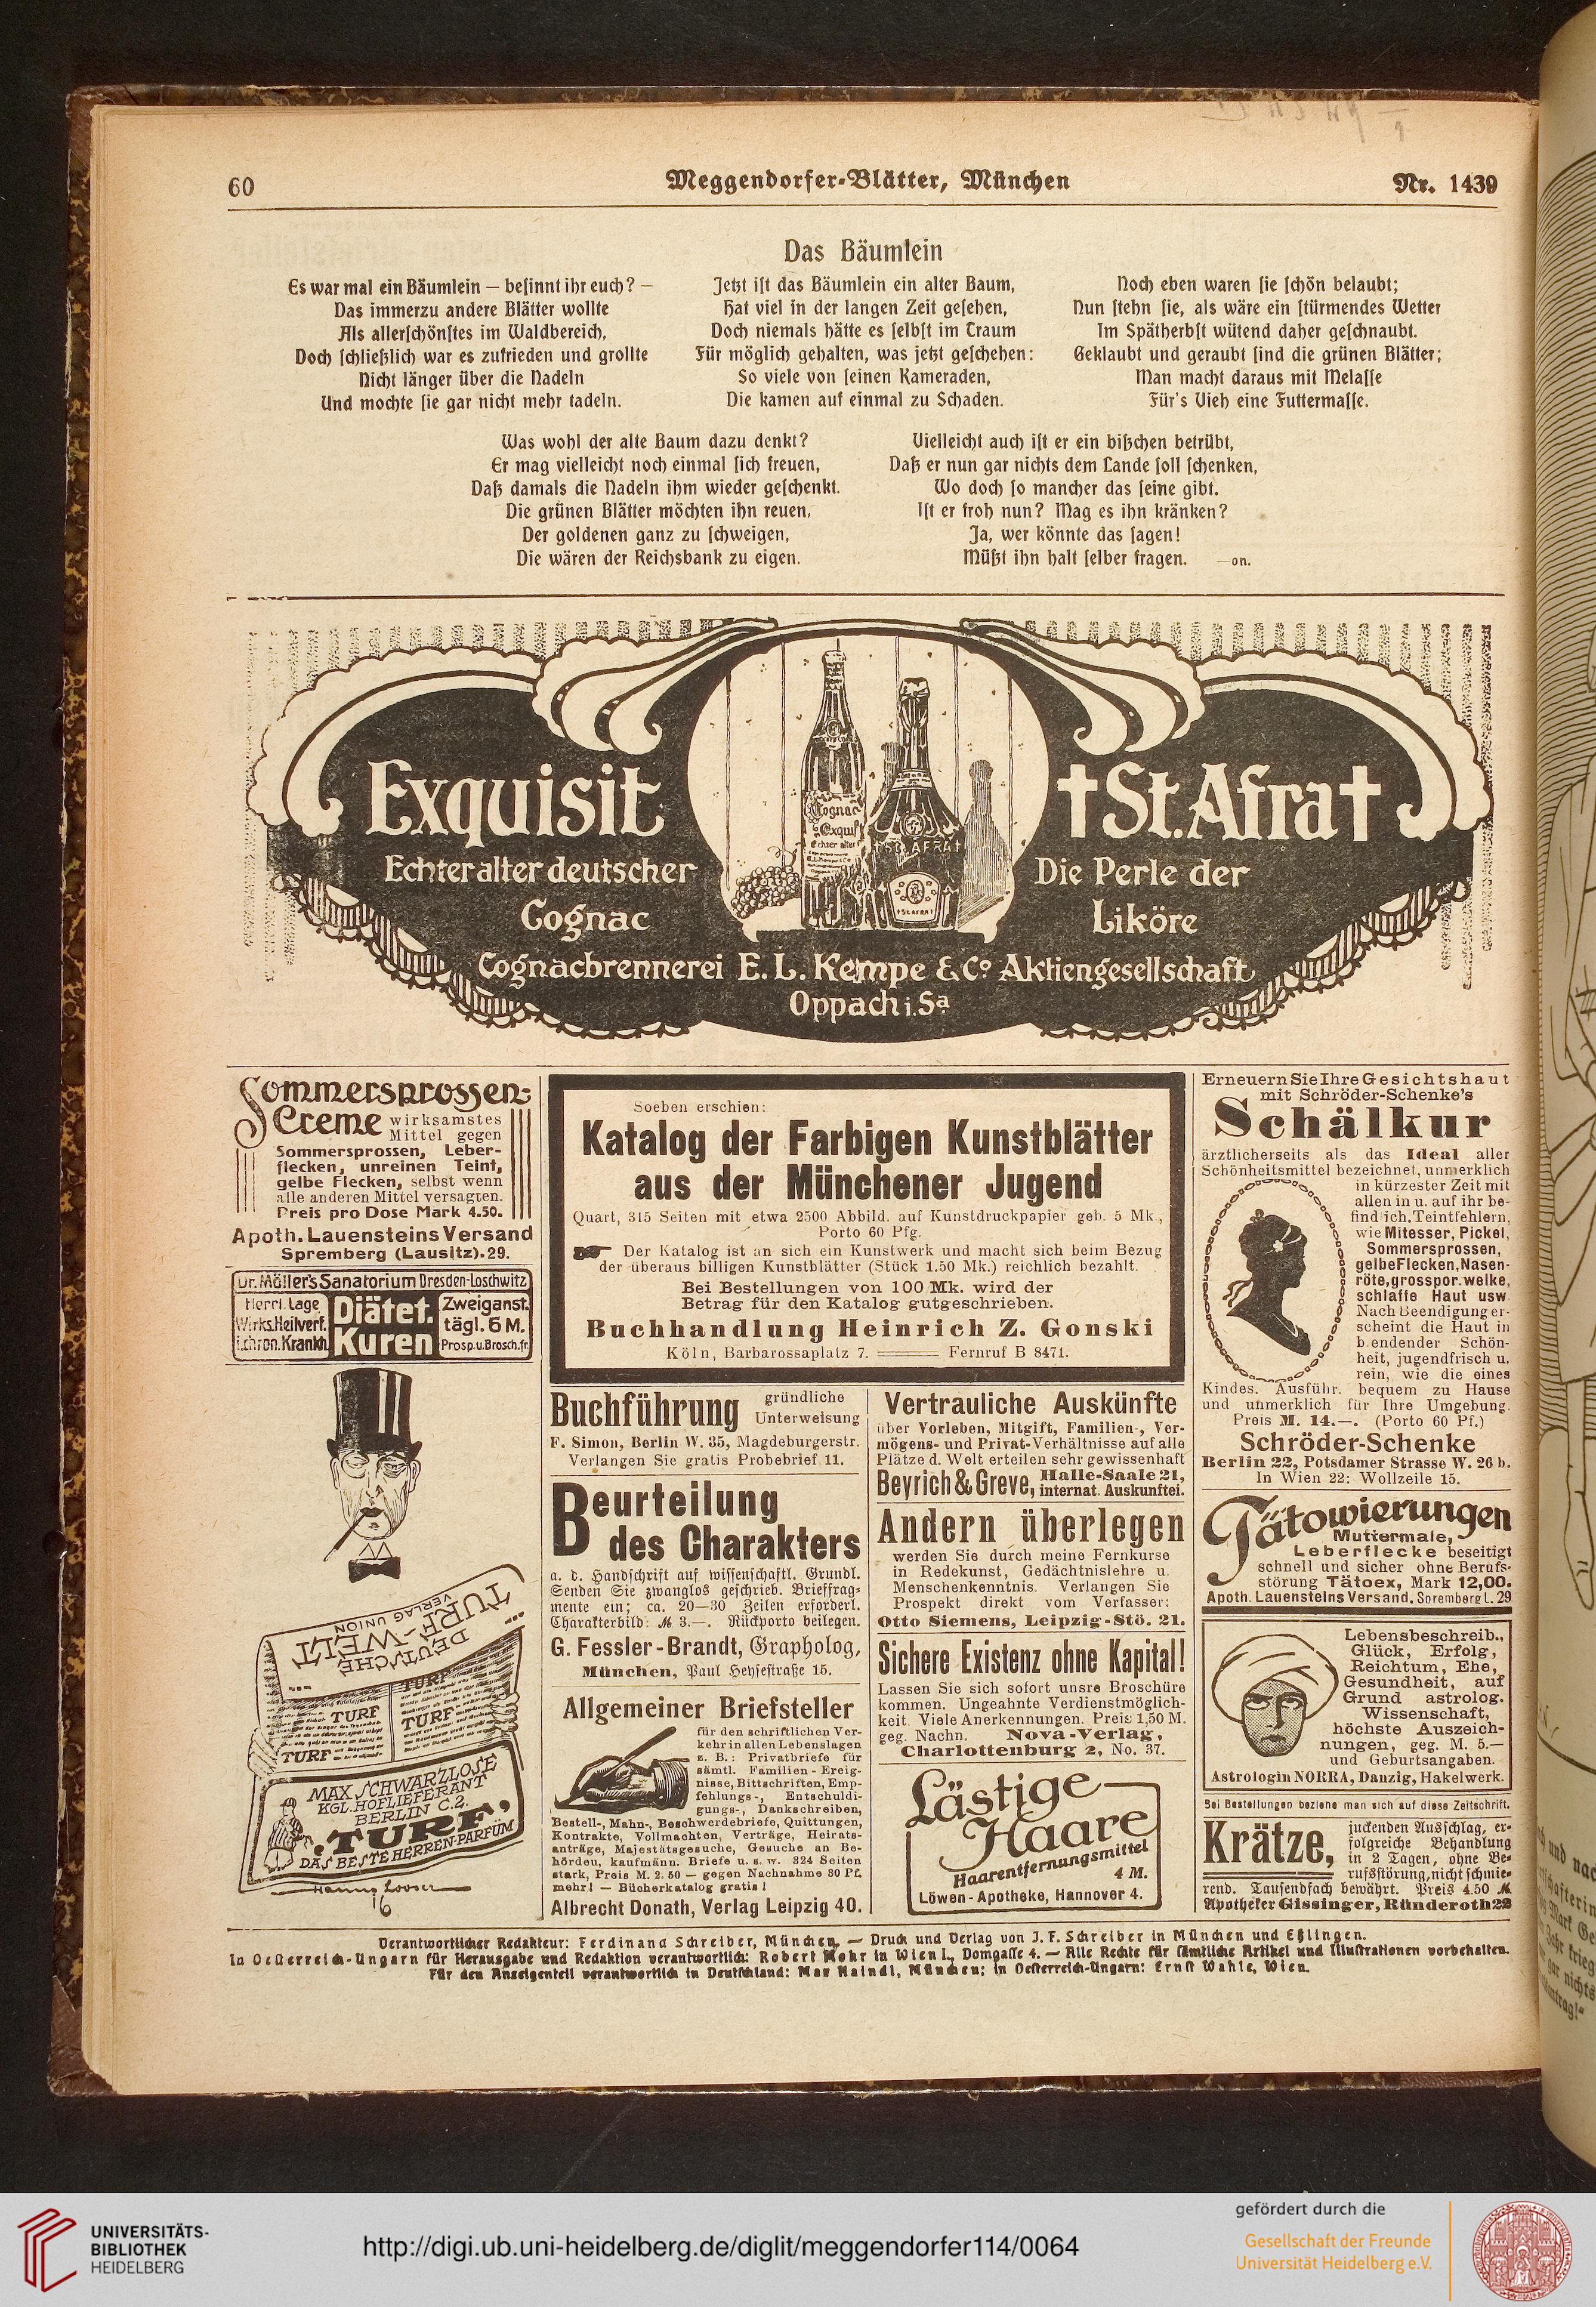 60
Meggendorfer-Blätter, München
Nr. 1439
Das Bäumlein
Es war mal ein Bäumlein — besinnt ihr euch? —
Das immerzu andere Blätter wollte
Als allerschönstes im Waldbereich,
Doch schließlich war es zufrieden und grollte
Nicht länger über die Nadeln
Und mochte sie gar nicht mehr tadeln.
Jetzt ist das Bäumlein ein alter Baum,
Hat viel in der langen Zeit gesehen,
Doch niemals hätte es selbst im Traum
Für möglich gehalten, was jetzt geschehen:
So viele von seinen Kameraden,
Die kamen auf einmal zu Schaden.
Noch eben waren sie schön belaubt;
Nun stehn sie, als wäre ein stürmendes Wetter
Im Spätherbst wütend daher geschnaubt.
Geklaubt und geraubt sind die grünen Blätter;
Man macht daraus mit Melasse
Für's Vieh eine Futtermasse.
Was wohl der alte Baum dazu denkt?
Er mag vielleicht noch einmal sich freuen,
Daß damals die Nadeln ihm wieder geschenkt.
Die grünen Blätter möchten ihn reuen,
Der goldenen ganz zu schweigen,
Die wären der Reichsbank zu eigen.
Vielleicht auch ist er ein bißchen betrübt,
Daß er nun gar nichts dem Lande soll schenken,
Wo doch so mancher das seine gibt.
Ist er froh nun? Mag es ihn kränken?
Ja, wer könnte das sagen!
Müßt ihn halt selber fragen. —on.
Exquisit
Echter alter deutscher
Cognac
†St. Afra†
Die Perle der
Liköre
Cognac
Exquisit
Echter alter
†ST. AFRA†
†St. AFRA†
Cognacbrennerei E. L. Kempe & Co Aktiengesellschaft
Oppach i. Sa
Sommersprossen-
Creme wirksamstes
Mittel gegen
Sommersprossen, Leber-
flecken, unreinen Teint,
gelbe Flecken, selbst wenn
alle anderen Mittel versagten.
Preis pro Dose Mark 4.50.
Apoth. Lauensteins Versand
Spremberg (Lausitz).29.
Dr. Möller's Sanatorium Dresden-Loschwitz
Herrl. Lage
Wirks. Heilverf.
i. chron. Krankh.
Diätet.
Kuren
Zweiganst.
tägl. 6 M.
Prosp. u. Brosch. fr.
VERLAG UNION
TURF-WELT
DEUTSCHE
TURF
TURF
TURF
TURF
MAX SCHWARZLOSE
KGL. HOFLIEFERANT
BERLIN C.2.
"TURF"
DAS BESTE HERREN-PARFÜM
Hanns Looser
16
Soeben erschien:
Katalog der Farbigen Kunstblätter
aus der Münchener Jugend
Quart, 315 Seiten mit etwa 2500 Abbild. auf Kunstdruckpapier geb. 5 Mk.,
Porto 60 Pfg.
Der Katalog ist an sich ein Kunstwerk und macht sich beim Bezug
der überaus billigen Kunstblätter (Stück 1.50 Mk.) reichlich bezahlt.
Bei Bestellungen von 100 Mk. wird der
Betrag für den Katalog gutgeschrieben.
Buchhandlung Heinrich Z. Gonski
Köln, Barbarossaplatz 7. Fernruf B 8471.
Buchführung gründliche
Unterweisung
F. Simon, Berlin W. 35, Magdeburgerstr.
Verlangen Sie gratis Probebrief 11.
Beurteilung
des Charakters
a. d. Handschrift auf wissenschaftl. Grundl.
Senden Sie zwanglos geschrieb. Brieffrag-
mente ein; ca. 20—30 Zeilen erforderl.
Charakterbild: M 3.—. Rückporto beilegen.
G. Fessler-Brandt, Grapholog,
München, Paul Heysestraße 15.
Allgemeiner Briefsteller
für den schriftlichen Ver-
kehr in allen Lebenslagen
z. B.: Privatbriefe für
sämtl. Familien-Ereig-
nisse, Bittschriften, Emp-
fehlungs-, Entschuldi-
gungs-, Dankschreiben,
Bestell-, Mahn-, Beschwerdebriefe, Quittungen,
Kontrakte, Vollmachten, Verträge, Heirats-
anträge, Majestätsgesuche, Gesuche an Be-
hörden, kaufmänn. Briefe u. s. w. 324 Seiten
stark, Preis M. 2.50 — gegen Nachnahme 30 Pf.
mehr! — Bücherkatalog gratis!
Albrecht Donath, Verlag Leipzig 40.
Vertrauliche Auskünfte
über Vorleben, Mitgift, Familien-, Ver-
mögens- und Privat-Verhältnisse auf alle
Plätze d. Welt erteilen sehr gewissenhaft
Beyrich & Greve, Halle-Saale 21,
internat. Auskunftei.
Andern überlegen
werden Sie durch meine Fernkurse
in Redekunst, Gedächtnislehre u.
Menschenkenntnis. Verlangen Sie
Prospekt direkt vom Verfasser:
Otto Siemens, Leipzig-Stö. 21.
Sichere Existenz ohne Kapital!
Lassen Sie sich sofort unsre Broschüre
kommen. Ungeahnte Verdienstmöglich-
keit. Viele Anerkennungen. Preis 1,50 M.
geg. Nachn. Nova-Verlag,
Charlottenburg 2, No. 37.
Lästige
Haare
Haarentfernungsmittel
4 M.
Löwen-Apotheke, Hannover 4.
Erneuern Sie Ihre Gesichtshaut
mit Schröder-Schenke's
Schälkur
ärztlicherseits als das Ideal aller
Schönheitsmittel bezeichnet, unmerklich
in kürzester Zeit mit
allen in u. auf ihr be-
findlich. Teintfehlern,
wie Mitesser, Pickel,
Sommersprossen,
gelbe Flecken, Nasen-
röte, grosspor. welke,
schlaffe Haut usw.
Nach Beendigung er-
scheint die Haut in
blendender Schön-
heit, jugendfrisch u.
rein, wie die eines
Kindes. Ausführ. bequem zu Hause
und unmerklich für Ihre Umgebung.
Preis M. 14.—. (Porto 60 Pf.)
Schröder-Schenke
Berlin 22, Potsdamer Strasse W. 26 b.
In Wien 22: Wollzeile 15.
Tätowierungen
Muttermale,
Leberflecke beseitigt
schnell und sicher ohne Berufs-
störung Tätoex, Mark 12,00.
Apoth. Lauensteins Versand, Spremberg L. 29
Lebensbeschreib.,
Glück, Erfolg,
Reichtum, Ehe,
Gesundheit, auf
Grund astrolog.
Wissenschaft,
höchste Auszeich-
nungen, geg. M. 5.—
und Geburtsangaben.
Astrologin NORRA, Danzig, Hakelwerk.
Bei Bestellungen beziehe man sich auf diese Zeitschrift.
Krätze, juckenden Ausschlag, er-
folgreiche Behandlung
in 2 Tagen, ohne Be-
rufsstörung, nicht schmie-
rend. Tausendfach bewährt. Preis 4.50 M
Apotheker Gissinger, Ründeroth 22
Verantwortlicher Redakteur: Ferdinand Schreiber, München. — Druck und Verlag von J. F. Schreiber in München und Eßlingen.
In Oesterreich-Ungarn für Herausgabe und Redaktion verantwortlich: Robert Mohr in Wien I., Domgasse 4. — Alle Rechte für sämtliche Artikel und Illustrationen vorbehalten.
Für den Anzeigenteil verantwortlich in Deutschland: Max Haindl, München; in Oesterreich-Ungarn: Ernst Wahle, Wien.
UNIVERSITÄTS-
BIBLIOTHEK
HEIDELBERG
http://digi.ub.uni-heidelberg.de/diglit/meggendorfer114/0064
gefördert durch die
Gesellschaft der Freunde
Universität Heidelberg e.V.